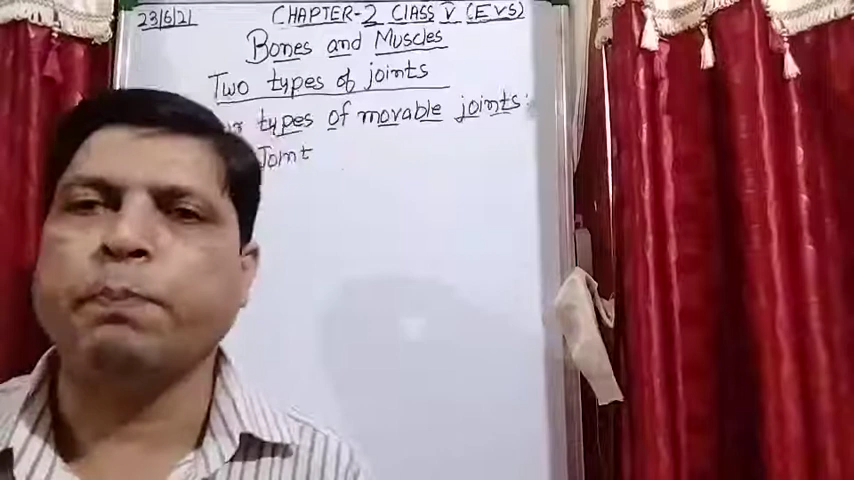 23/6/21 CHAPTER-2 CLASS V (EVS)
Bones and Muscles
Two types of joints
types of movable joints:
Joint